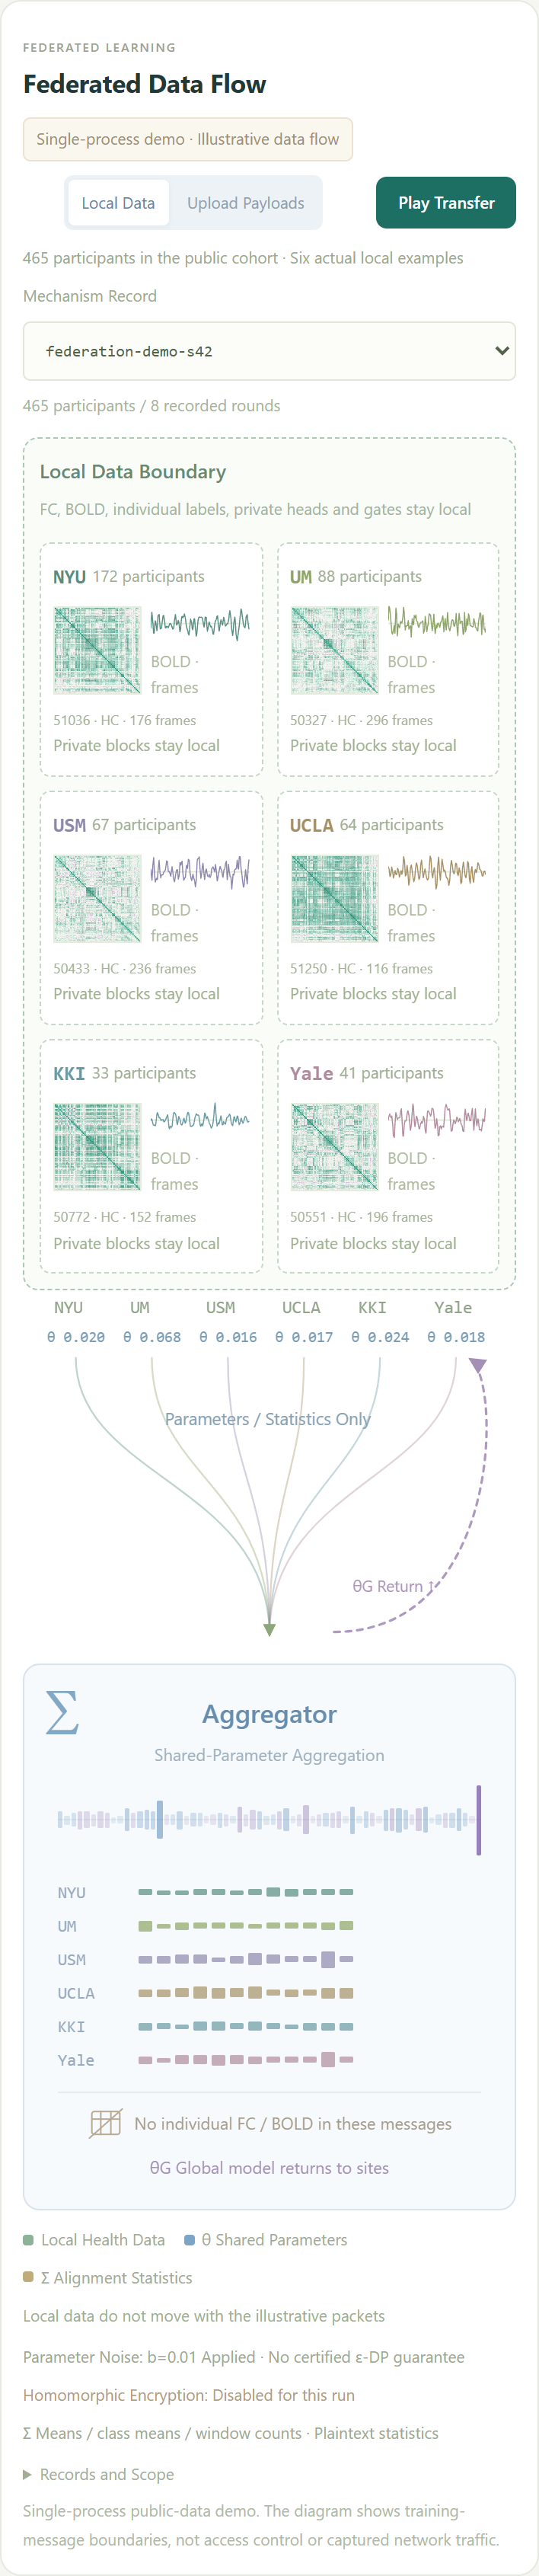 FEDERATED LEARNING
Federated Data Flow
Single-process demo · Illustrative data flow
Local Data
Upload Payloads
Play Transfer
465 participants in the public cohort · Six actual local examples
Mechanism Record
federation-demo-s42
465 participants / 8 recorded rounds
Local Data Boundary
FC, BOLD, individual labels, private heads and gates stay local
NYU 172 participants
BOLD ·
frames
51036 · HC · 176 frames
Private blocks stay local
UM 88 participants
BOLD ·
frames
50327 · HC · 296 frames
Private blocks stay local
USM 67 participants
BOLD ·
frames
50433 · HC · 236 frames
Private blocks stay local
UCLA 64 participants
BOLD ·
frames
51250 · HC · 116 frames
Private blocks stay local
KKI 33 participants
BOLD ·
frames
50772 · HC · 152 frames
Private blocks stay local
Yale 41 participants
BOLD ·
frames
50551 · HC · 196 frames
Private blocks stay local
NYU UM USM UCLA KKI Yale
θ 0.020 θ 0.068 θ 0.016 θ 0.017 θ 0.024 θ 0.018
Parameters / Statistics Only
θG Return ↑
Σ
Aggregator
Shared-Parameter Aggregation
NYU
UM
USM
UCLA
KKI
Yale
No individual FC / BOLD in these messages
θG Global model returns to sites
Local Health Data
θ Shared Parameters
Σ Alignment Statistics
Local data do not move with the illustrative packets
Parameter Noise: b=0.01 Applied · No certified ε-DP guarantee
Homomorphic Encryption: Disabled for this run
Σ Means / class means / window counts · Plaintext statistics
Records and Scope
Single-process public-data demo. The diagram shows training-
message boundaries, not access control or captured network traffic.